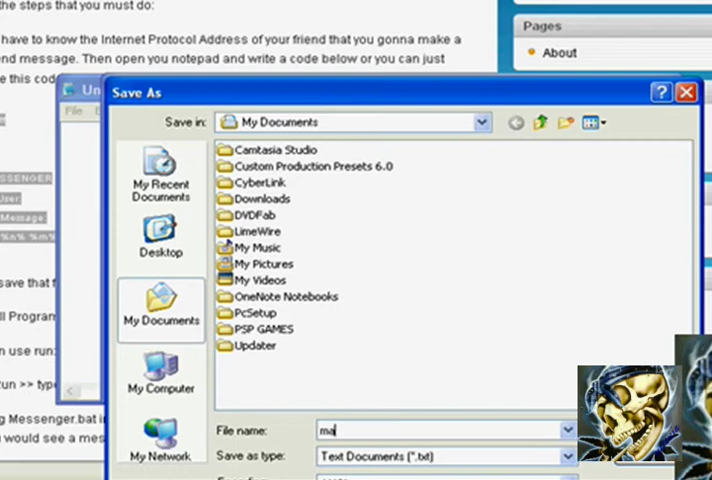 the steps that you must do:
Pages
About
have to know the Internet Protocol Address of your friend that you gonna make a
nd message. Then open you notepad and write a code below or you can just
e this cod
Un
File
Save As
Save in:
My Documents
My Recent
Documents
Desktop
My Documents
My Computer
My Network
Camtasia Studio
Custom Production Presets 6.0
CyberLink
Downloads
DVDFab
LimeWire
My Music
My Pictures
My Videos
OneNote Notebooks
PcSetup
PSP GAMES
Updater
SSENGER
User:
Message:
%n% %m%
save that f
ll Program
n use run:
Run >> type
g Messenger.bat in
u would see a mes
File name:
ma
Save as type:
Text Documents (*.txt)